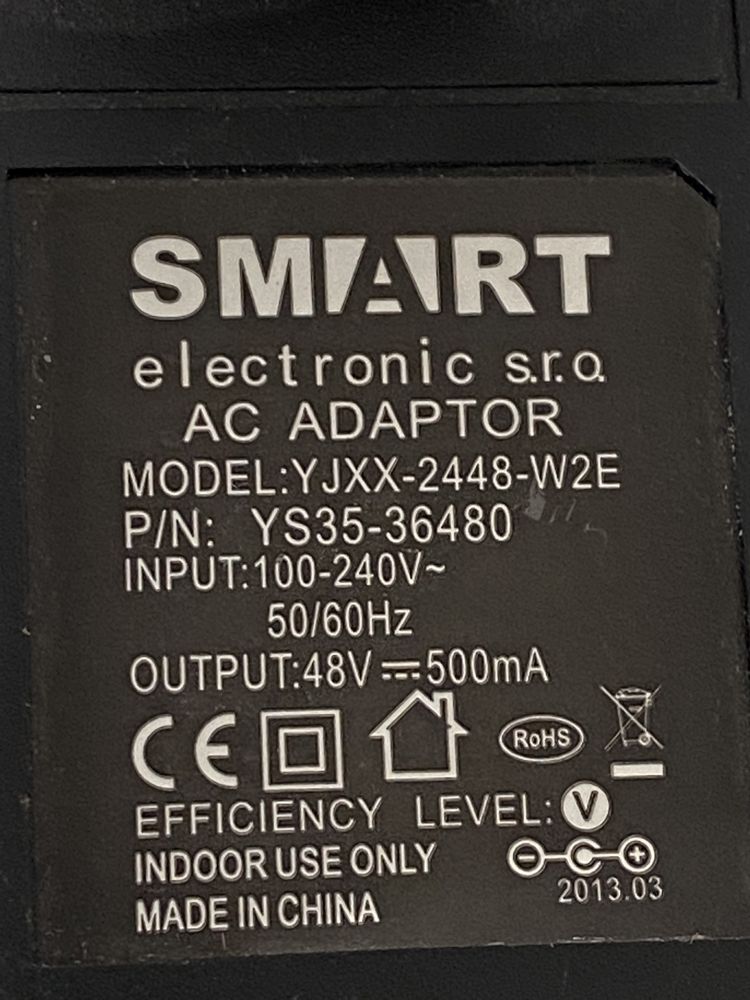 SMART
electronic s.r.o.
AC ADAPTOR
MODEL:YJXX-2448-W2E
P/N: YS35-36480
INPUT:100-240V~
50/60Hz
OUTPUT:48V⎓500mA
CE RoHS
EFFICIENCY LEVEL: V
INDOOR USE ONLY
2013.03
MADE IN CHINA